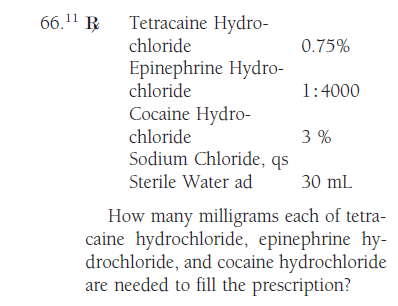 66.¹¹ ℞ Tetracaine Hydro-
chloride 0.75%
Epinephrine Hydro-
chloride 1:4000
Cocaine Hydro-
chloride 3 %
Sodium Chloride, qs
Sterile Water ad 30 mL
How many milligrams each of tetra-
caine hydrochloride, epinephrine hy-
drochloride, and cocaine hydrochloride
are needed to fill the prescription?